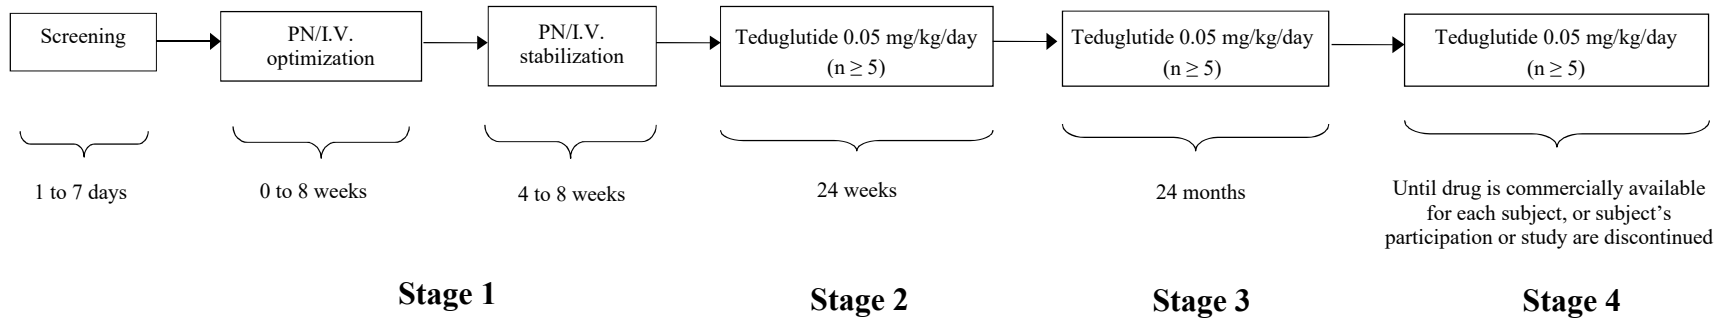 Screening
PN/I.V.
optimization
PN/I.V.
stabilization
Teduglutide 0.05 mg/kg/day
(n ≥ 5)
Teduglutide 0.05 mg/kg/day
(n ≥ 5)
Teduglutide 0.05 mg/kg/day
(n ≥ 5)
1 to 7 days
0 to 8 weeks
4 to 8 weeks
24 weeks
24 months
Until drug is commercially available
for each subject, or subject’s
participation or study are discontinued
Stage 1
Stage 2
Stage 3
Stage 4